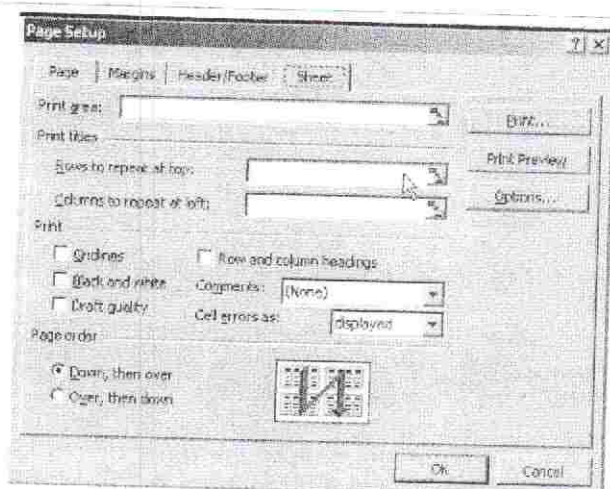 Page Setup ? ×
Page Margins Header/Footer Sheet
Print area: Print...
Print titles
Rows to repeat at top: Print Preview
Columns to repeat at left: Options...
Print
Gridlines Row and column headings
Black and white Comments: (None)
Draft quality Cell errors as: displayed
Page order
Down, then over
Over, then down
OK Cancel